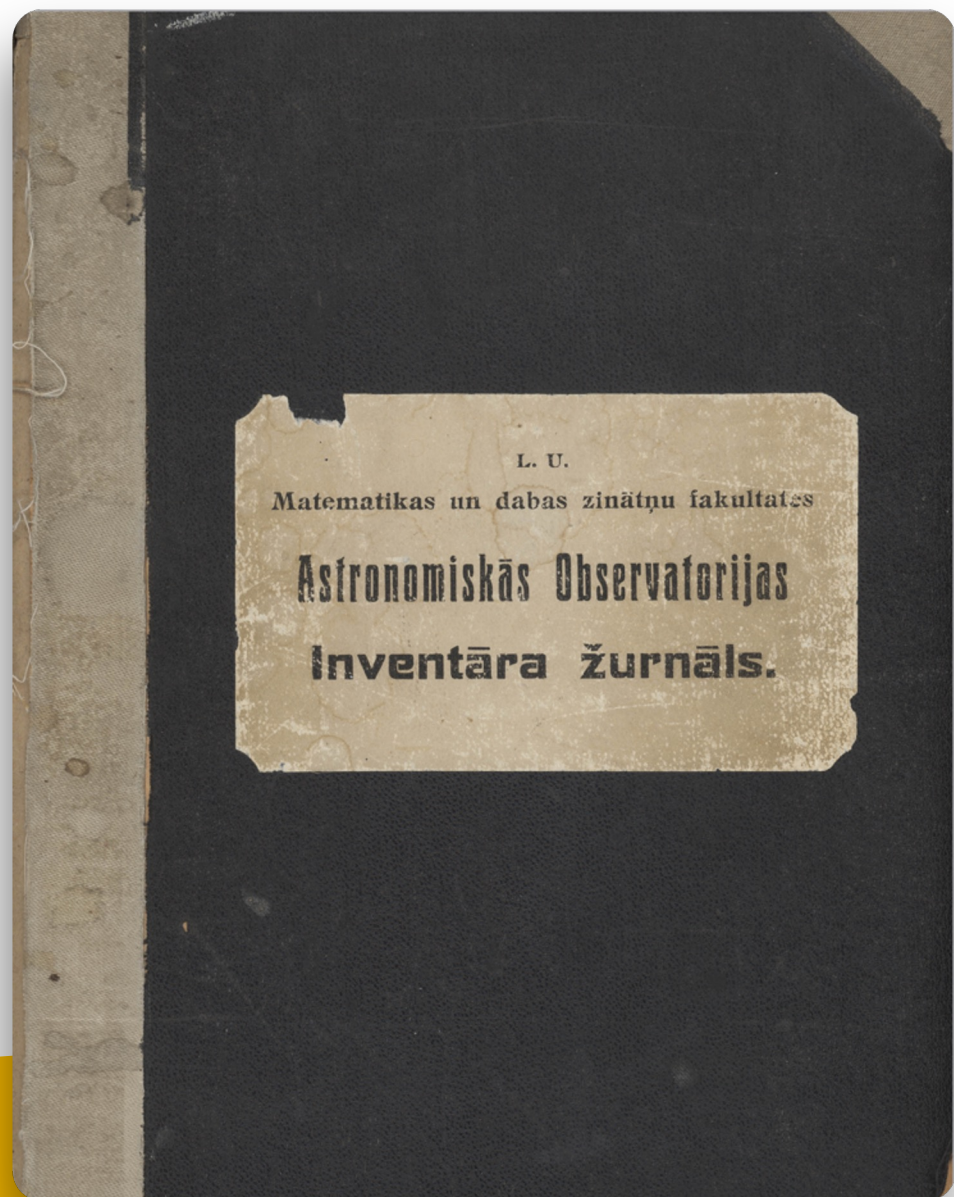 L. U.
Matematikas un dabas zinātņu fakultates
Astronomiskās Observatorijas
Inventāra žurnāls.